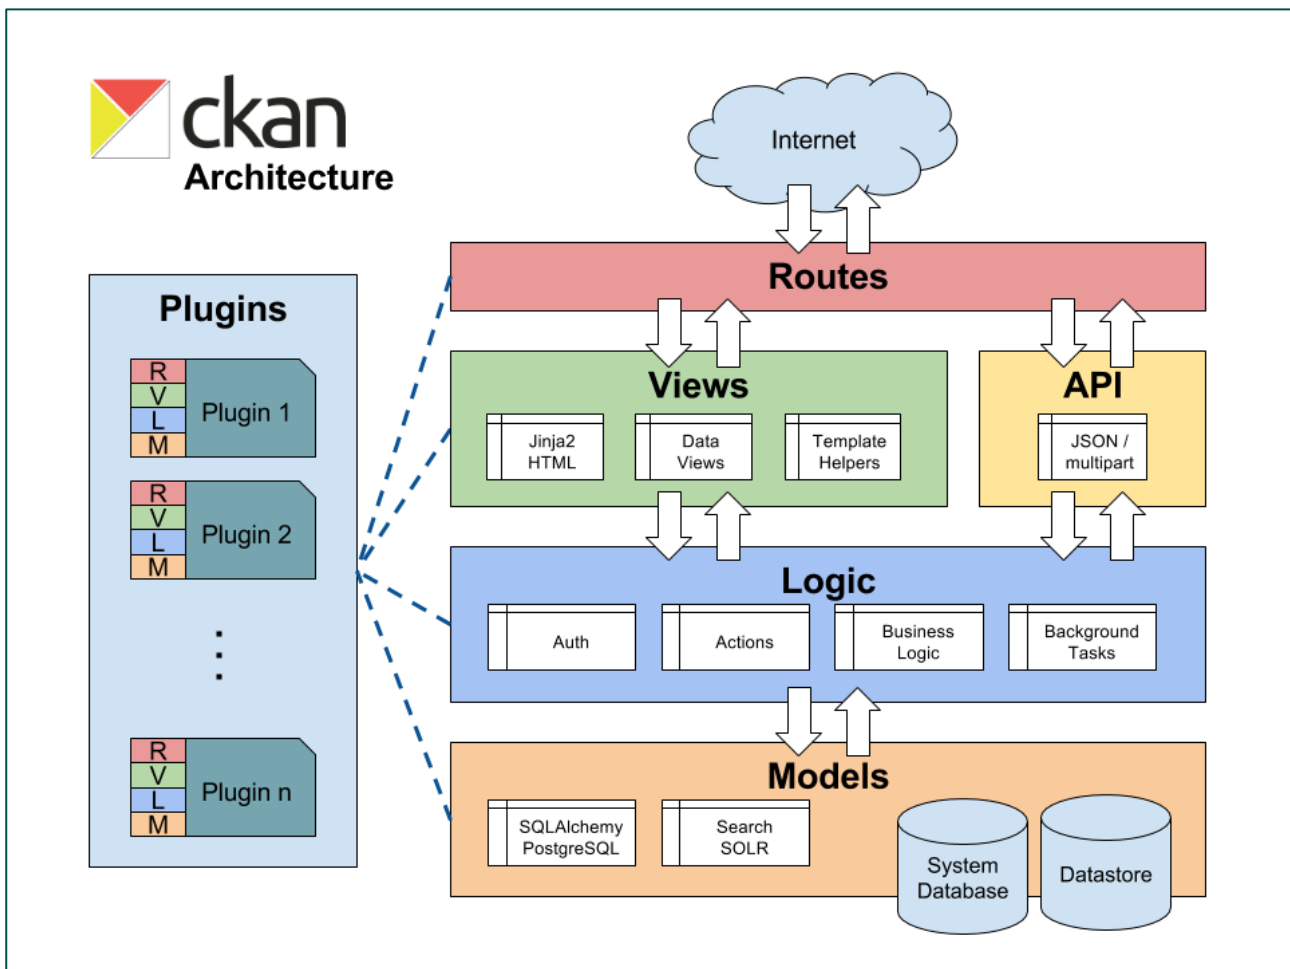 ckan
Architecture
Internet
Routes
Plugins
R
V
L
M
Plugin 1
R
V
L
M
Plugin 2
R
V
L
M
Plugin n
Views
Jinja2
HTML
Data
Views
Template
Helpers
API
JSON /
multipart
Logic
Auth
Actions
Business
Logic
Background
Tasks
Models
SQLAlchemy
PostgreSQL
Search
SOLR
System
Database
Datastore